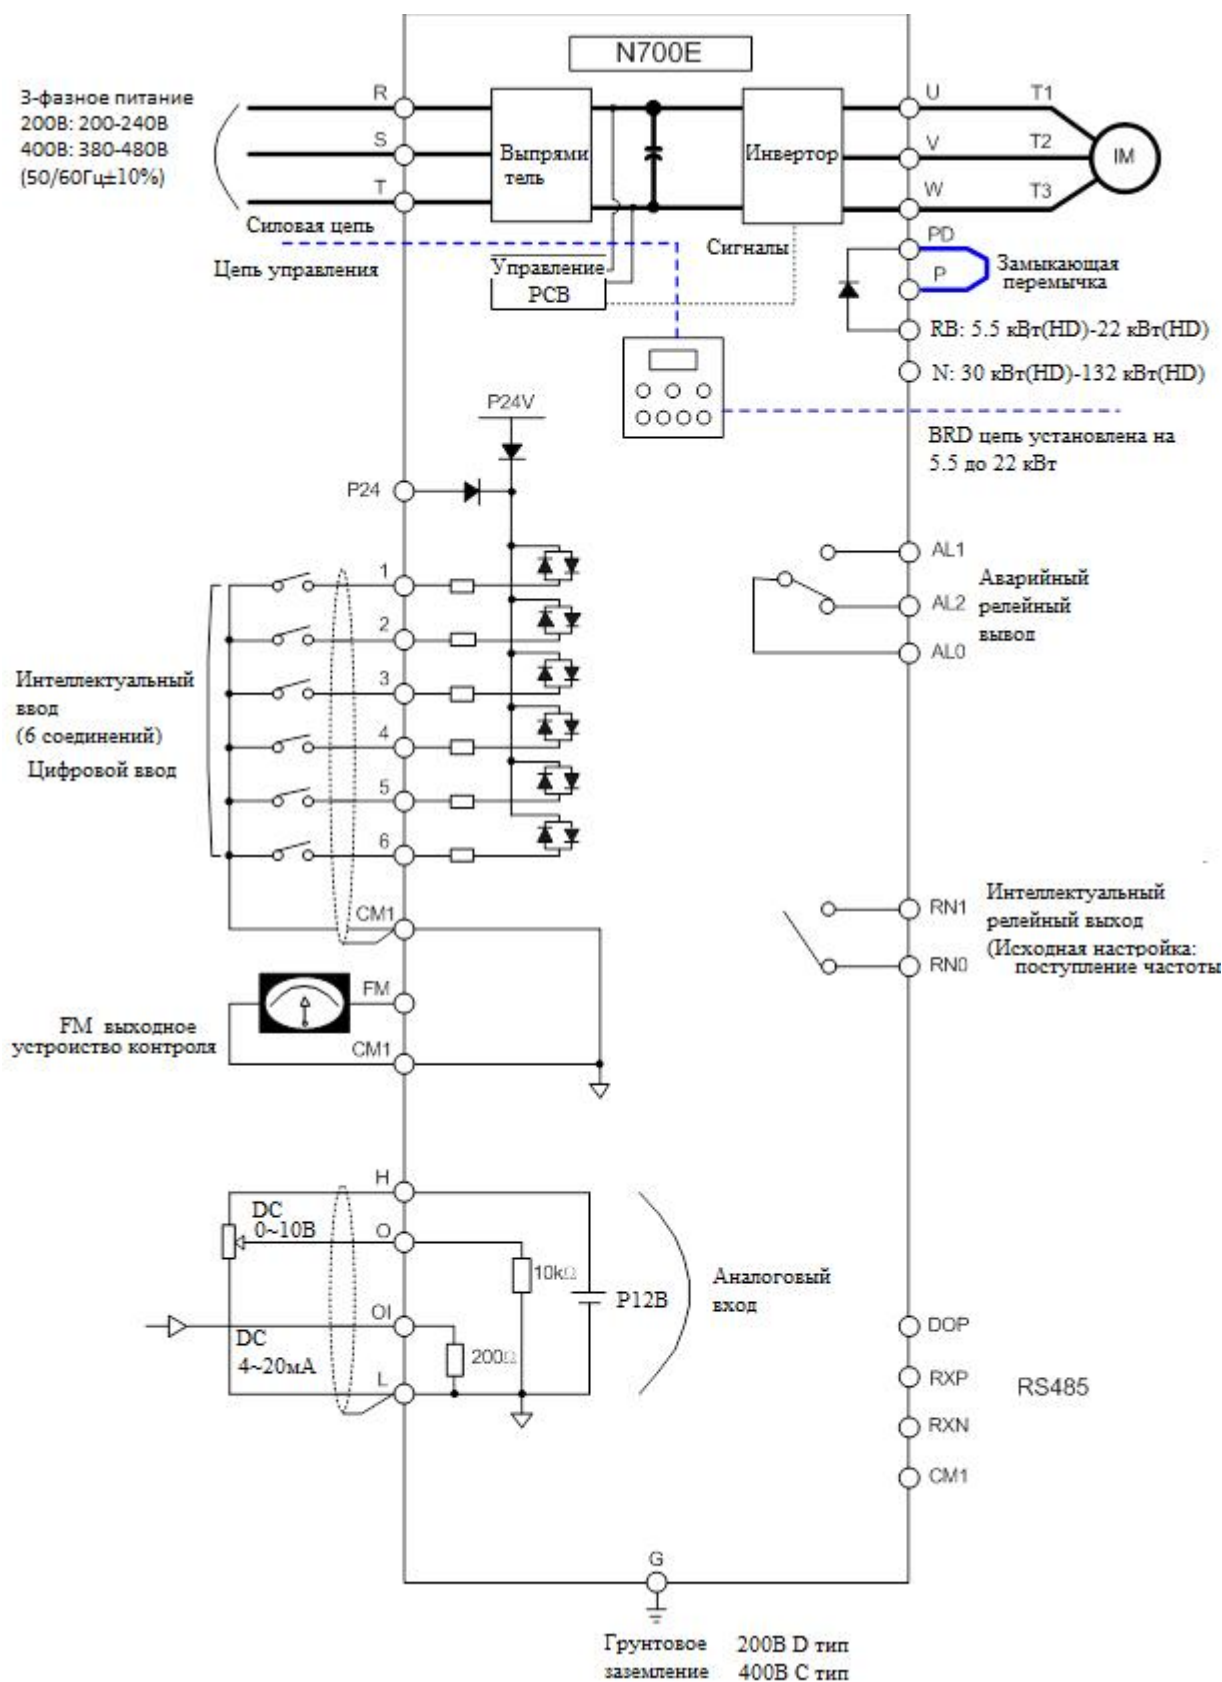 N700E
3-фазное питание
200В: 200-240В
400В: 380-480В
(50/60Гц±10%)
R
S
T
Выпрями
тель
Инвертор
U
V
W
T1
T2
T3
IM
Силовая цепь
Цепь управления
Управление
PCB
Сигналы
PD
P
Замыкающая
перемычка
RB: 5.5 кВт(HD)-22 кВт(HD)
N: 30 кВт(HD)-132 кВт(HD)
BRD цепь установлена на
5.5 до 22 кВт
P24V
P24
1
2
3
4
5
6
CM1
Интеллектуальный
ввод
(6 соединений)
Цифровой ввод
AL1
AL2
AL0
Аварийный
релейный
вывод
RN1
RN0
Интеллектуальный
релейный выход
(Исходная настройка:
поступление частоты
FM
CM1
FM выходное
устроиство контроля
H
O
OI
L
DC
0~10В
DC
4~20мА
10kΩ
200Ω
P12В
Аналоговый
вход
DOP
RXP
RXN
CM1
RS485
G
Грунтовое 200В D тип
заземление 400В С тип